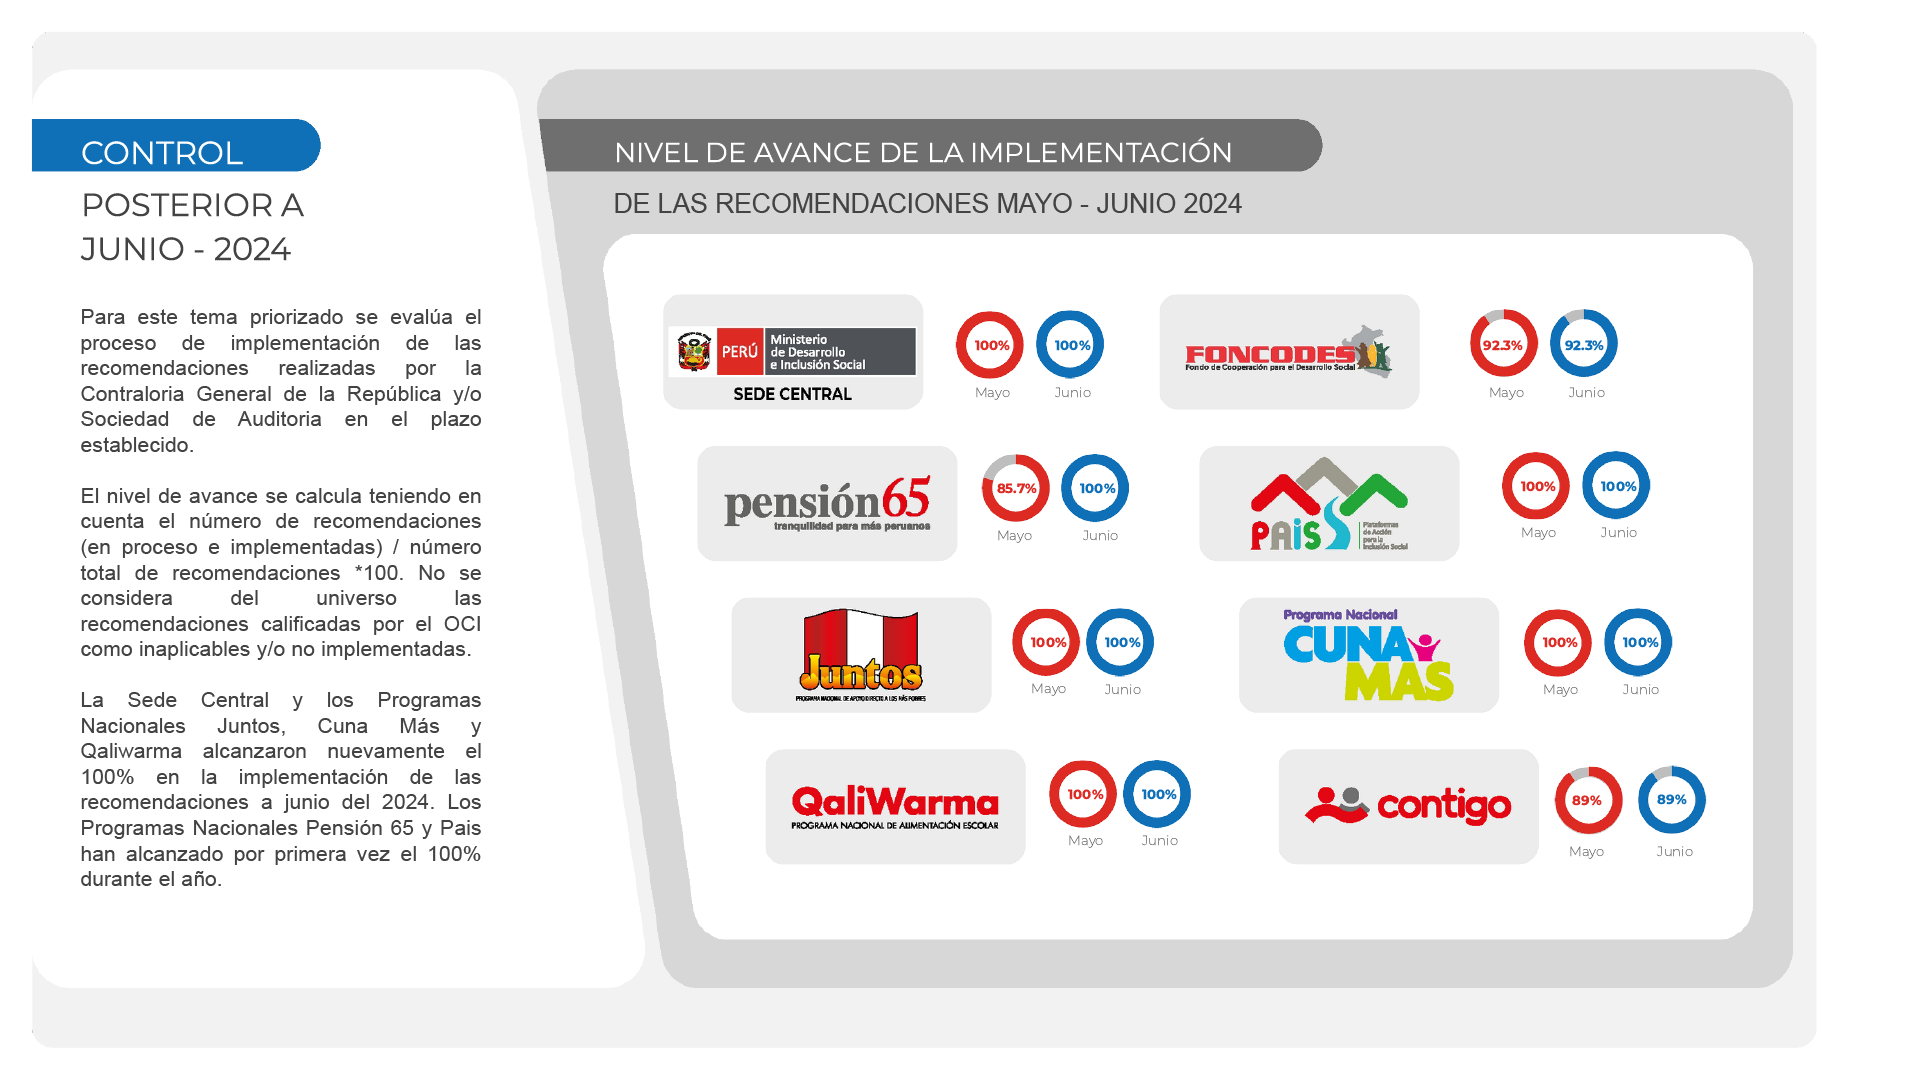 CONTROL
POSTERIOR A
JUNIO - 2024
Para este tema priorizado se evalúa el
proceso de implementación de las
recomendaciones realizadas por la
Contraloria General de la República y/o
Sociedad de Auditoria en el plazo
establecido.
El nivel de avance se calcula teniendo en
cuenta el número de recomendaciones
(en proceso e implementadas) / número
total de recomendaciones *100. No se
considera del universo las
recomendaciones calificadas por el OCI
como inaplicables y/o no implementadas.
La Sede Central y los Programas
Nacionales Juntos, Cuna Más y
Qaliwarma alcanzaron nuevamente el
100% en la implementación de las
recomendaciones a junio del 2024. Los
Programas Nacionales Pensión 65 y Pais
han alcanzado por primera vez el 100%
durante el año.
NIVEL DE AVANCE DE LA IMPLEMENTACIÓN
DE LAS RECOMENDACIONES MAYO - JUNIO 2024
PERÚ
Ministerio
de Desarrollo
e Inclusión Social
SEDE CENTRAL
100%
Mayo
100%
Junio
FONCODES
Fondo de Cooperación para el Desarrollo Social
92.3%
Mayo
92.3%
Junio
pensión65
tranquilidad para más peruanos
85.7%
Mayo
100%
Junio
PAIS
Plataformas
de Acción
para la
Inclusión Social
100%
Mayo
100%
Junio
Juntos
PROGRAMA NACIONAL DE APOYO DIRECTO A LOS MÁS POBRES
100%
Mayo
100%
Junio
Programa Nacional
CUNA
MAS
100%
Mayo
100%
Junio
QaliWarma
PROGRAMA NACIONAL DE ALIMENTACIÓN ESCOLAR
100%
Mayo
100%
Junio
contigo
89%
Mayo
89%
Junio